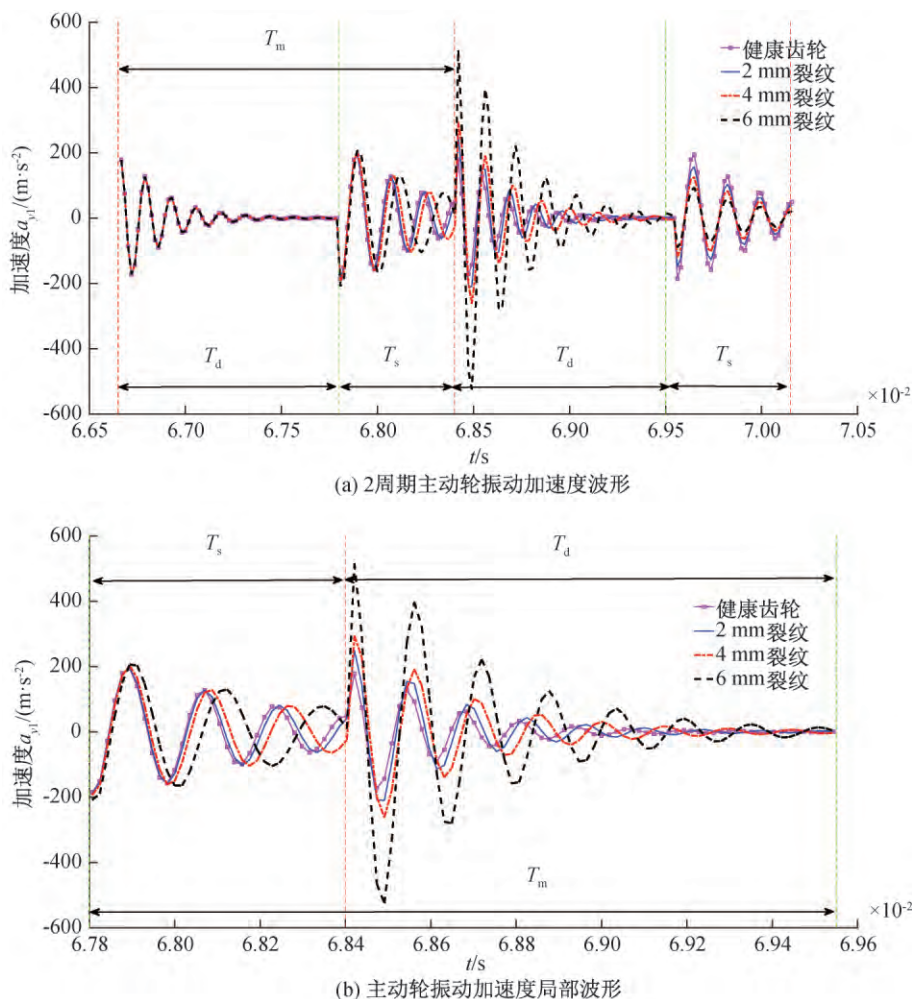 600
400
200
0
-200
-400
-600
加速度a_y1/(m·s⁻²)
T_m
健康齿轮
2 mm裂纹
4 mm裂纹
6 mm裂纹
T_d
T_s
T_d
T_s
×10⁻²
6.65 6.70 6.75 6.80 6.85 6.90 6.95 7.00 7.05
t/s
(a) 2周期主动轮振动加速度波形
600
400
200
0
-200
-400
-600
加速度a_y1/(m·s⁻²)
T_s
T_d
健康齿轮
2 mm裂纹
4 mm裂纹
6 mm裂纹
T_m
×10⁻²
6.78 6.80 6.82 6.84 6.86 6.88 6.90 6.92 6.94 6.96
t/s
(b) 主动轮振动加速度局部波形